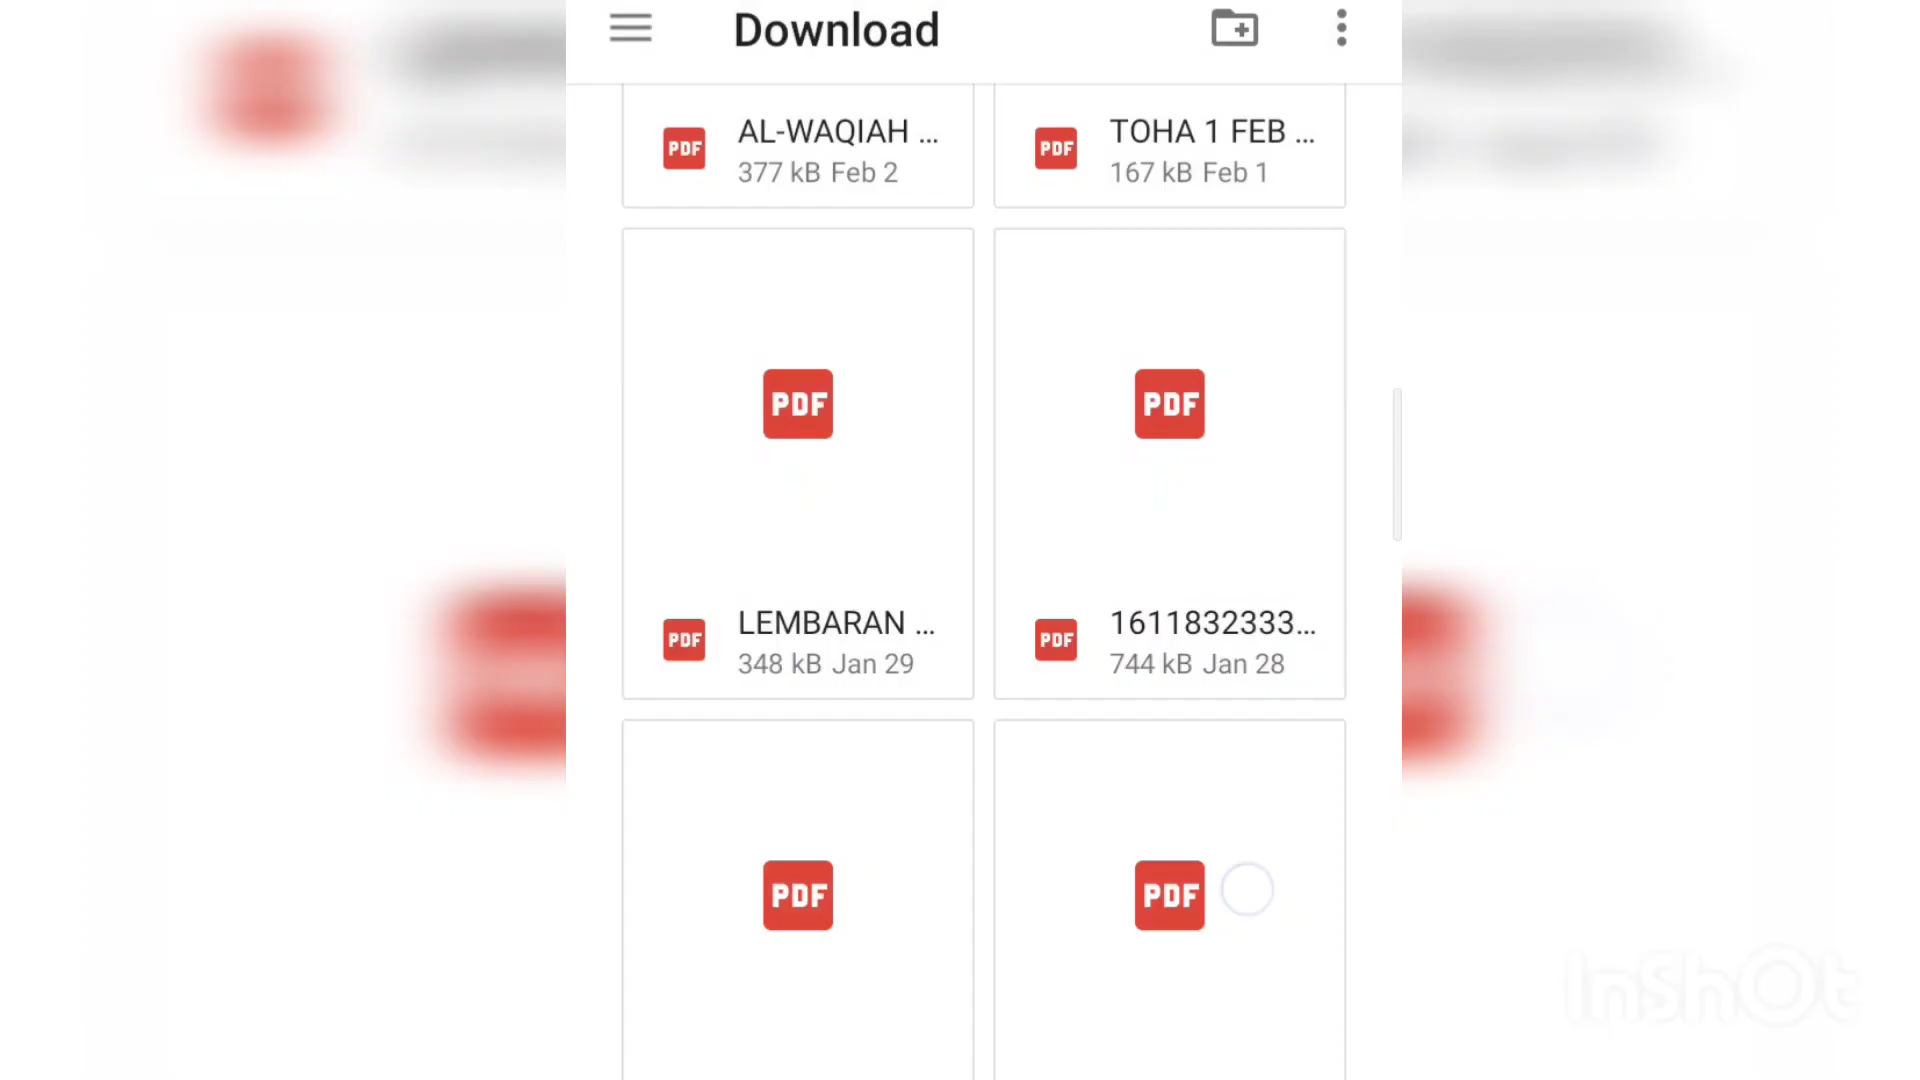 Download
AL-WAQIAH ...
TOHA 1 FEB ...
PDF
377 kB Feb 2
PDF
167 kB Feb 1
PDF
PDF
LEMBARAN ...
1611832333...
PDF
348 kB Jan 29
PDF
744 kB Jan 28
PDF
PDF
InShOt